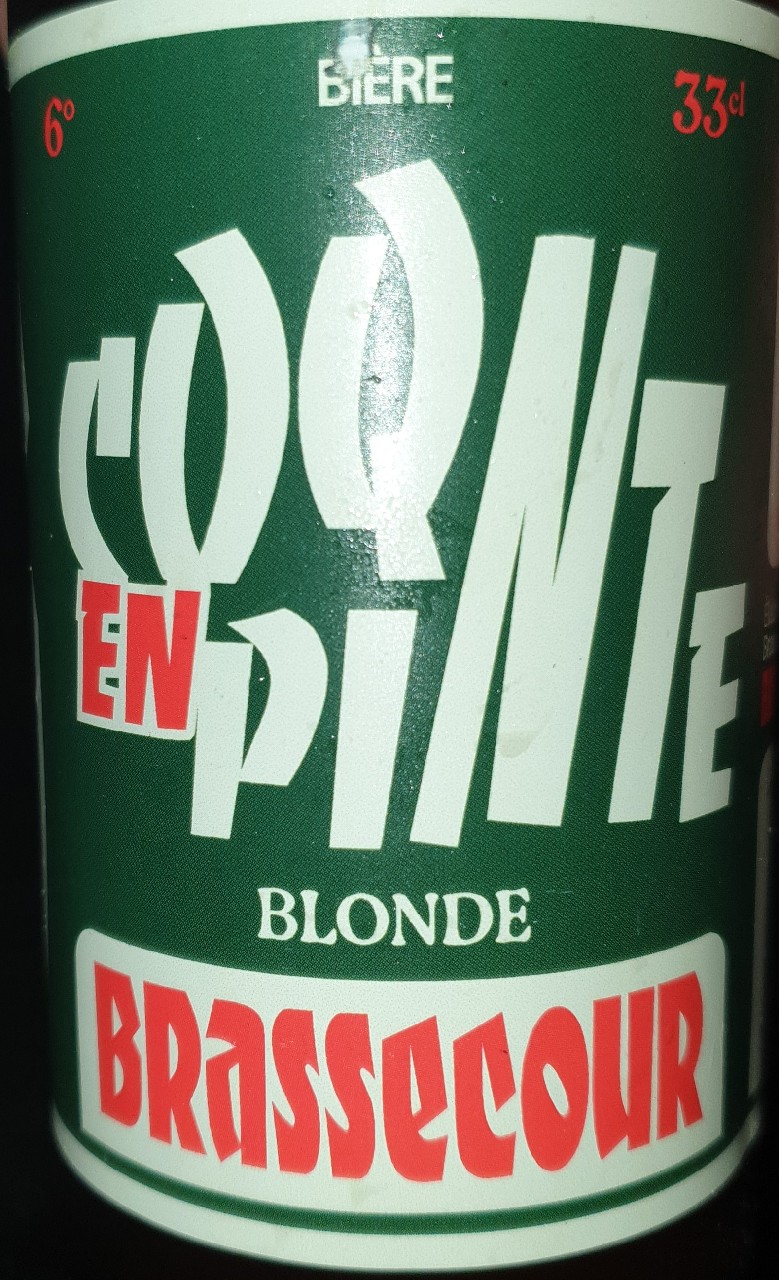 BIÈRE
6°
33cl
COQ
EN
PINTE
BLONDE
BRASSECOUR